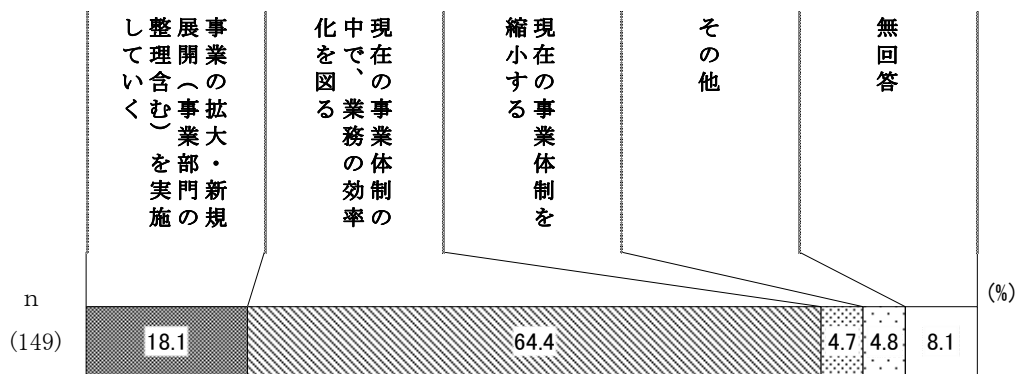 事業の拡大・新規
展開（事業部門の
整理含む）を実施
していく
現在の事業体制の
中で、業務の効率
化を図る
現在の事業体制を
縮小する
その他
無回答
(%)
n
(149)
18.1
64.4
4.7
4.8
8.1